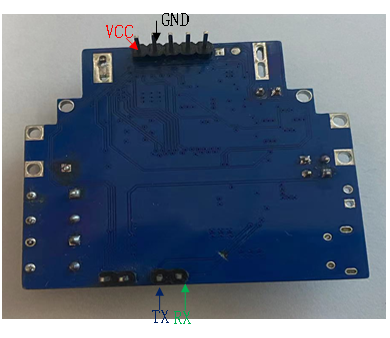 GND
VCC
TX RX